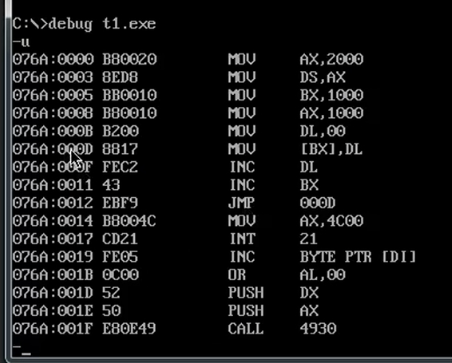 C:\>debug t1.exe
-u
076A:0000 B80020 MOV AX,2000
076A:0003 8ED8 MOV DS,AX
076A:0005 BB0010 MOV BX,1000
076A:0008 B80010 MOV AX,1000
076A:000B B200 MOV DL,00
076A:000D 8817 MOV [BX],DL
076A:000F FEC2 INC DL
076A:0011 43 INC BX
076A:0012 EBF9 JMP 000D
076A:0014 B8004C MOV AX,4C00
076A:0017 CD21 INT 21
076A:0019 FE05 INC BYTE PTR [DI]
076A:001B 0C00 OR AL,00
076A:001D 52 PUSH DX
076A:001E 50 PUSH AX
076A:001F E80E49 CALL 4930
-_